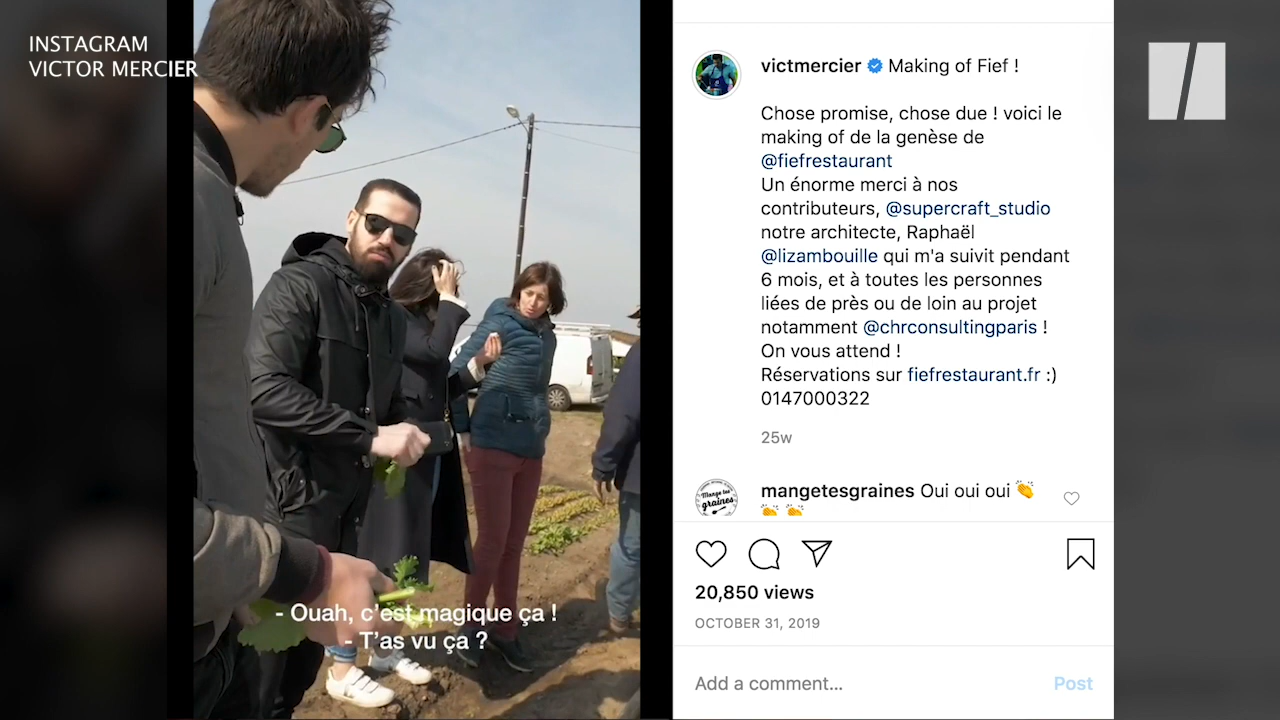 INSTAGRAM
VICTOR MERCIER
victmercier Making of Fief !
Chose promise, chose due ! voici le
making of de la genèse de
@fiefrestaurant
Un énorme merci à nos
contributeurs, @supercraft_studio
notre architecte, Raphaël
@lizambouille qui m'a suivit pendant
6 mois, et à toutes les personnes
liées de près ou de loin au projet
notamment @chrconsultingparis !
On vous attend !
Réservations sur fiefrestaurant.fr :)
0147000322
25w
Mange tes
graines
mangetesgraines Oui oui oui 👏
👏 👏
20,850 views
OCTOBER 31, 2019
Add a comment...
Post
- Ouah, c'est magique ça !
- T'as vu ça ?